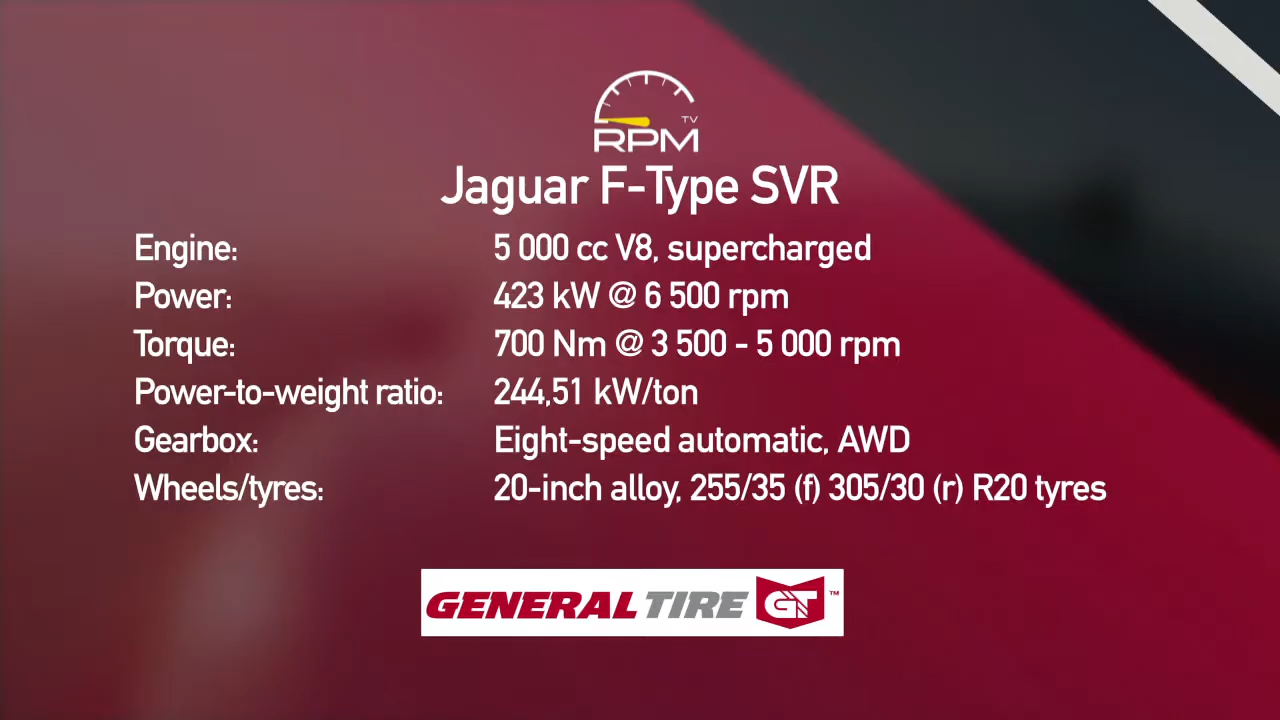 TV
RPM
Jaguar F-Type SVR
Engine: 5 000 cc V8, supercharged
Power: 423 kW @ 6 500 rpm
Torque: 700 Nm @ 3 500 - 5 000 rpm
Power-to-weight ratio: 244,51 kW/ton
Gearbox: Eight-speed automatic, AWD
Wheels/tyres: 20-inch alloy, 255/35 (f) 305/30 (r) R20 tyres
GENERAL TIRE GT™